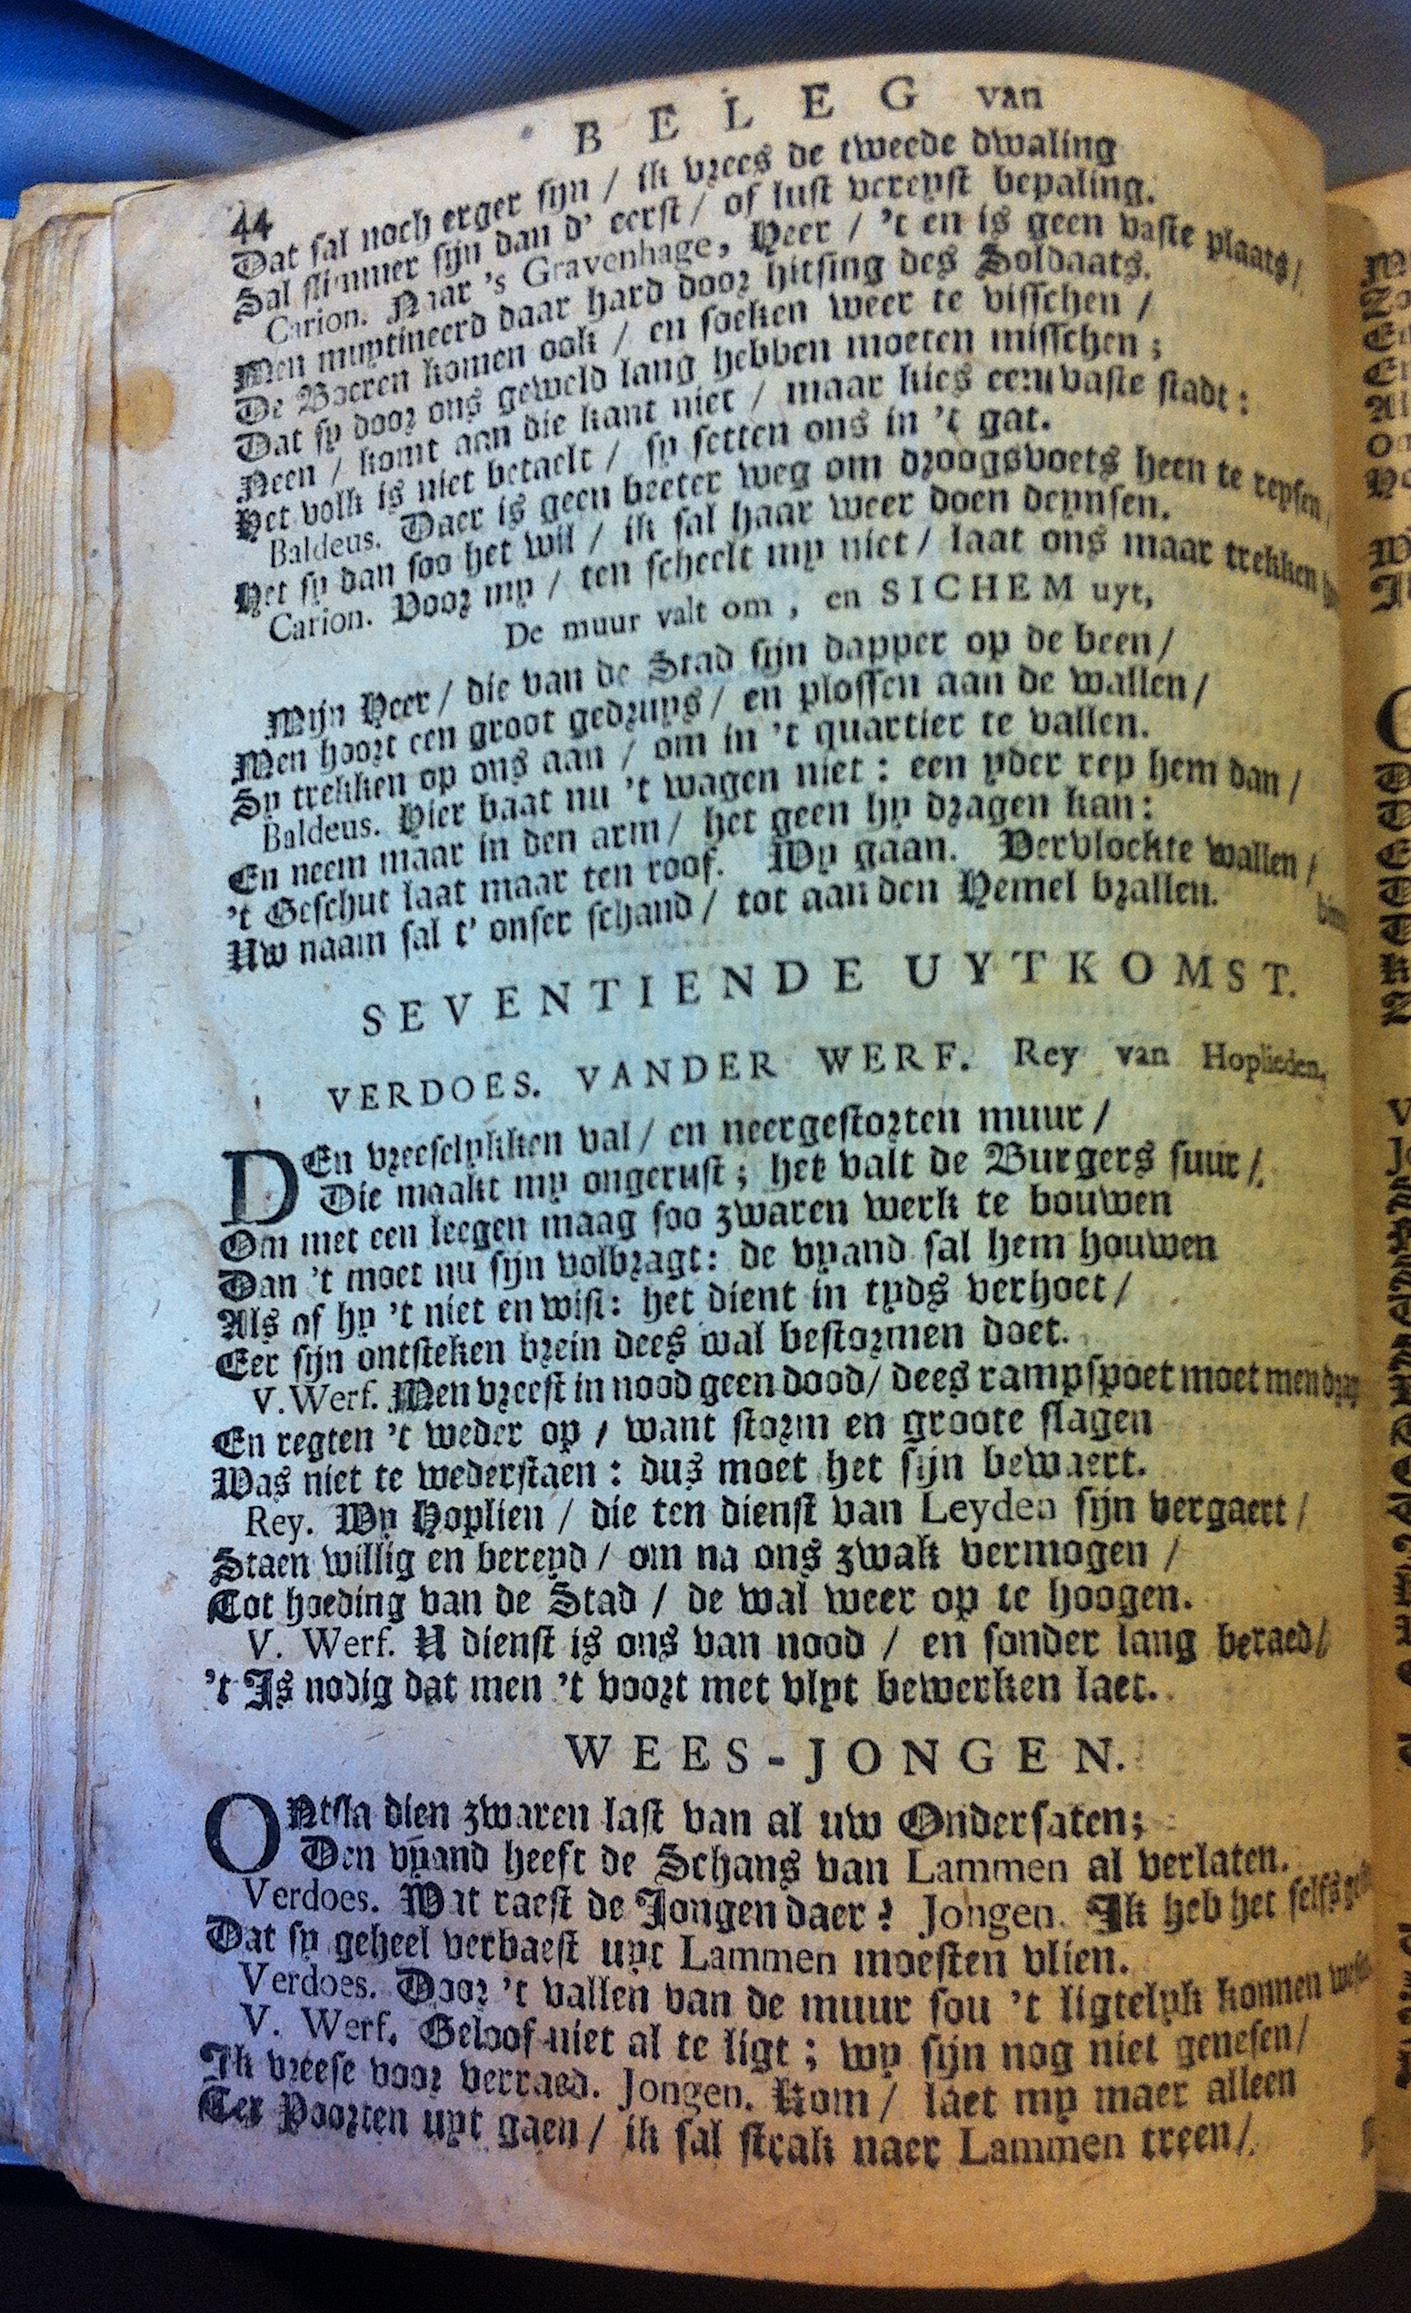 44 BELEG van
Dat sal noch erger sijn / ik vrees de tweede dwaling
Sal slimmer sijn dan d' eerst / of lust vereyst bepaling.
Carion. Naar 's Gravenhage, Heer / 't en is geen vaste plaats /
Men muytineerd daar hard door hitsing des Soldaats.
De Boeren komen ook / en soeken weer te visschen /
Dat sy door ons geweld lang hebben moeten misschen ;
Neen / komt aan die kant niet / maar kies een vaste stadt :
Het volk is niet betaelt / sy setten ons in 't gat.
Baldeus. Daer is geen beeter weg om droogsvoets heen te reysen /
Het sy dan soo het wil / ik sal haar weer doen deynsen.
Carion. Voor my / ten scheelt my niet / laat ons maar trekken
De muur valt om , en SICHEM uyt,
Mijn Heer / die van de Stad sijn dapper op de been /
Men hoort een groot gedruys / en plossen aan de wallen /
Sy trekken op ons aan / om in 't quartier te vallen.
Baldeus. Hier baat nu 't wagen niet : een yder rep hem dan /
En neem maar in den arm / het geen hy dragen kan :
't Geschut laat maar ten roof. Wy gaan. Vervlockte wallen /
Uw naam sal t' onser schand / tot aan den Hemel brallen.
SEVENTIENDE UYTKOMST.
VERDOES. VANDER WERF. Rey van Hoplieden,
DEn vreeselykken val / en neergestorten muur /
Die maakt my ongerust ; het valt de Burgers suur /
Om met een leegen maag soo zwaren werk te bouwen
Dan 't moet nu sijn volbragt : de vyand sal hem houwen
Als of hy 't niet en wist : het dient in tyds verhoet /
Eer sijn ontsteken brein dees wal bestormen doet.
V. Werf. Men vreest in nood geen dood / dees rampspoet moet men
En regten 't weder op / want storm en groote slagen
Was niet te wederstaen : dus moet het sijn bewaert.
Rey. Wy Hoplien / die ten dienst van Leyden sijn vergaert /
Staen willig en bereyd / om na ons zwak vermogen /
Tot hoeding van de Stad / de wal weer op te hoogen.
V. Werf. U dienst is ons van nood / en sonder lang beraed /
't Is nodig dat men 't voort met vlyt bewerken laet.
WEES-JONGEN.
ONtsla dien zwaren last van al uw Ondersaten ;
Den vyand heeft de Schans van Lammen al verlaten.
Verdoes. Wat raest de Jongen daer ? Jongen. Ik heb het selfs
Dat sy geheel verbaest uyt Lammen moesten vlien.
Verdoes. Door 't vallen van de muur sou 't ligtelyk konnen
V. Werf. Geloof niet al te ligt ; wy sijn nog niet genesen /
Ik vreese voor verraed. Jongen. Kom / laet my maer alleen
Ter Poorten uyt gaen / ik sal strak naer Lammen treen /